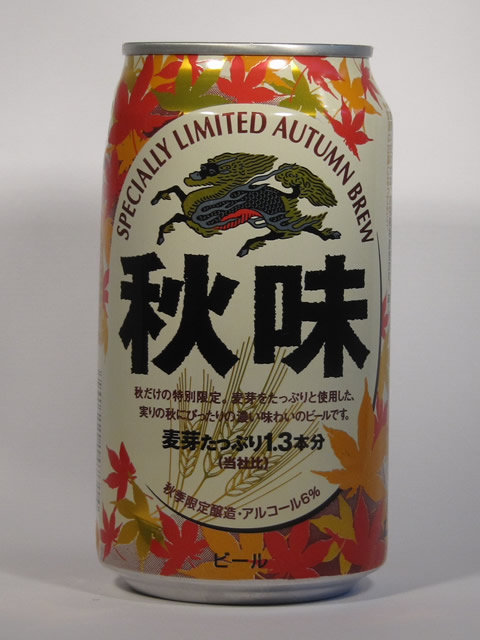 SPECIALLY LIMITED AUTUMN BREW
秋味
秋だけの特別限定。麦芽をたっぷりと使用した、
実りの秋にぴったりの濃い味わいのビールです。
麦芽たっぷり1.3本分
(当社比)
秋季限定醸造・アルコール6%
ビール